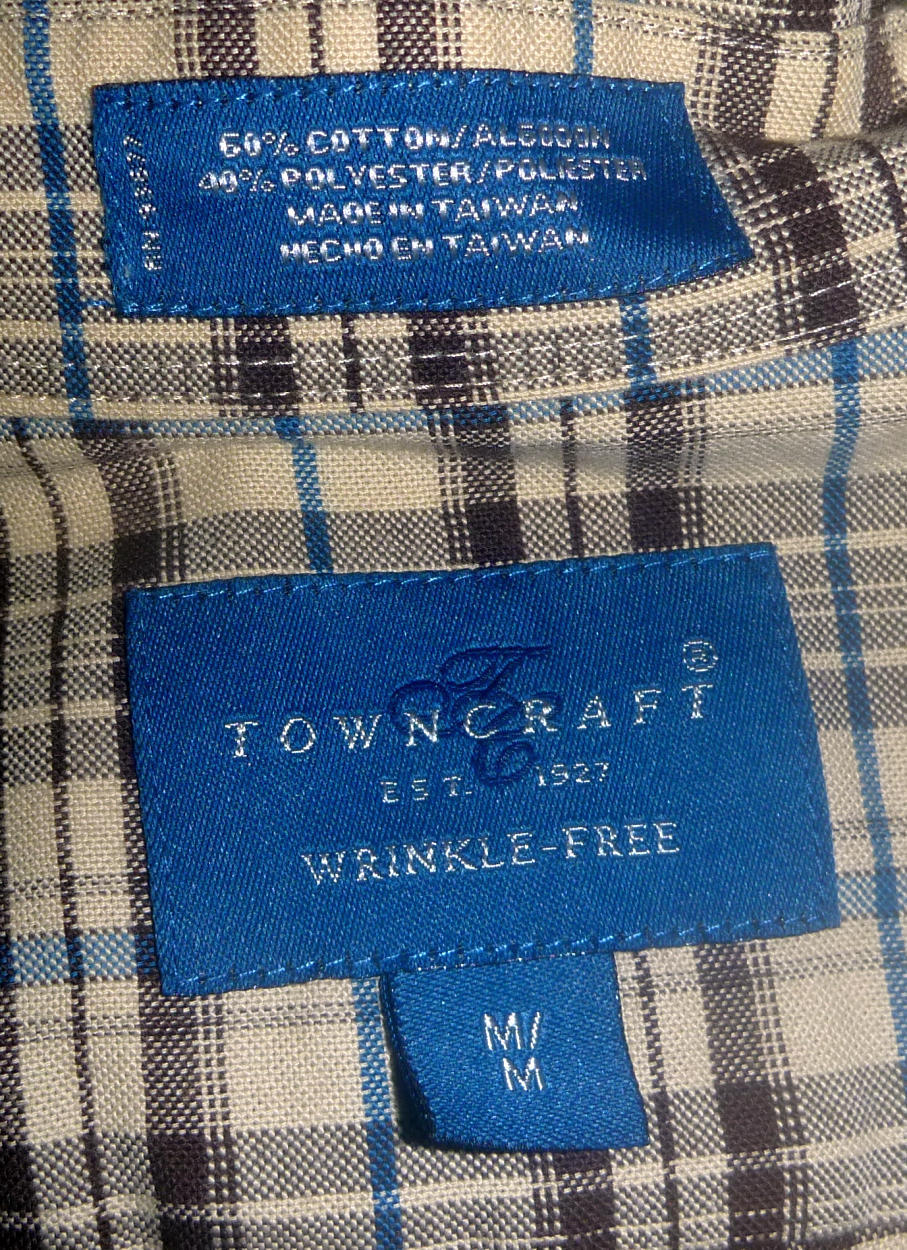 60% COTTON/ALGODON
40% POLYESTER/POLIESTER
MADE IN TAIWAN
HECHO EN TAIWAN
TOWNCRAFT®
EST. 1927
WRINKLE-FREE
M/
M